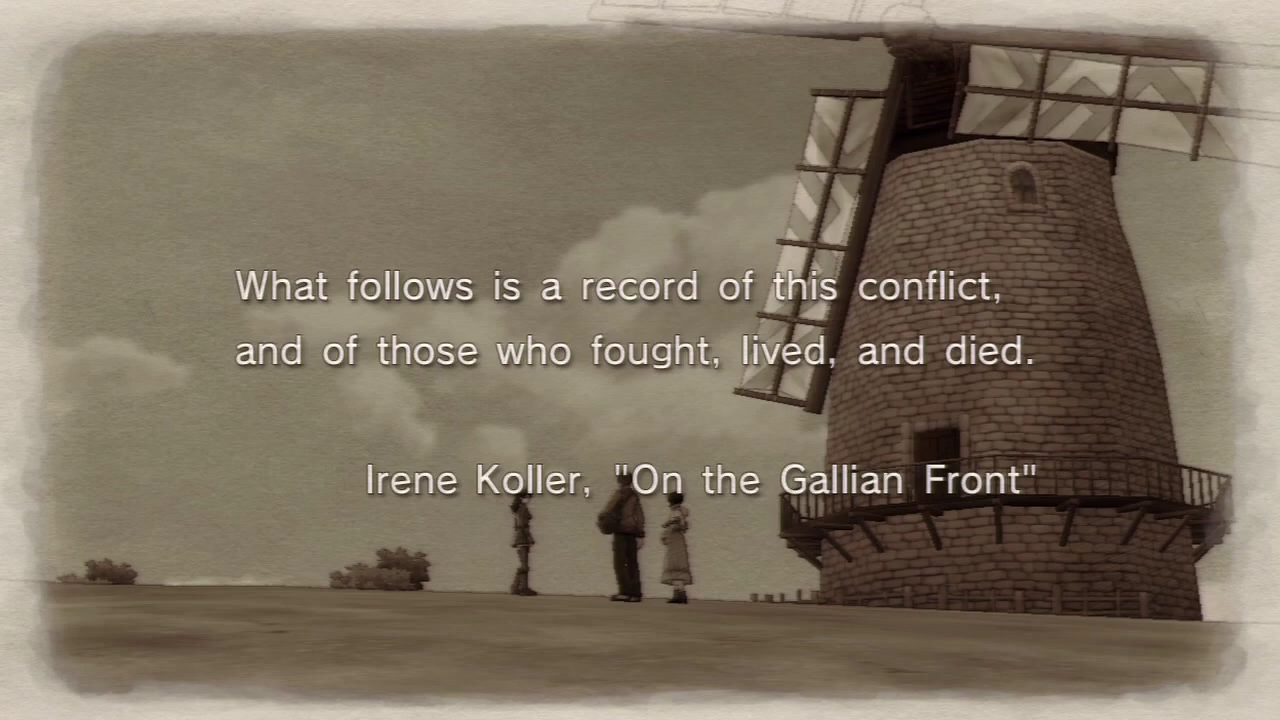 What follows is a record of this conflict,
and of those who fought, lived, and died.
Irene Koller, "On the Gallian Front"